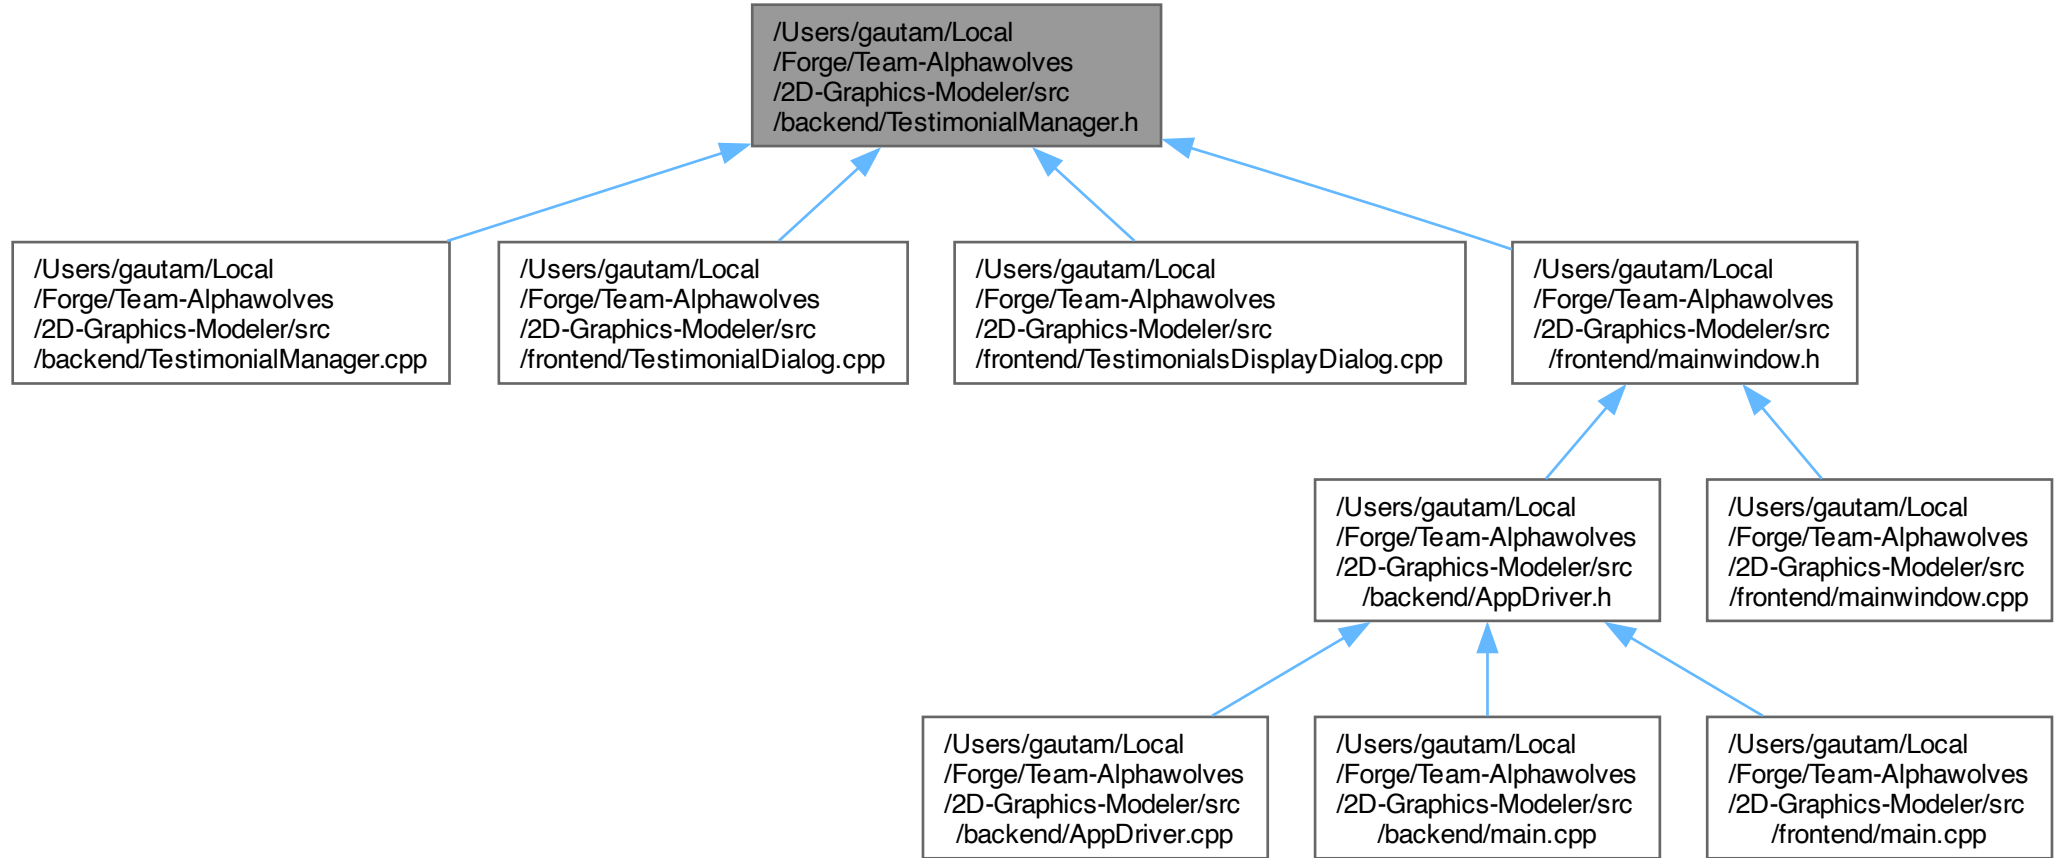 /Users/gautam/Local
/Forge/Team-Alphawolves
/2D-Graphics-Modeler/src
/backend/TestimonialManager.h
/Users/gautam/Local
/Forge/Team-Alphawolves
/2D-Graphics-Modeler/src
/backend/TestimonialManager.cpp
/Users/gautam/Local
/Forge/Team-Alphawolves
/2D-Graphics-Modeler/src
/frontend/TestimonialDialog.cpp
/Users/gautam/Local
/Forge/Team-Alphawolves
/2D-Graphics-Modeler/src
/frontend/TestimonialsDisplayDialog.cpp
/Users/gautam/Local
/Forge/Team-Alphawolves
/2D-Graphics-Modeler/src
/frontend/mainwindow.h
/Users/gautam/Local
/Forge/Team-Alphawolves
/2D-Graphics-Modeler/src
/backend/AppDriver.h
/Users/gautam/Local
/Forge/Team-Alphawolves
/2D-Graphics-Modeler/src
/frontend/mainwindow.cpp
/Users/gautam/Local
/Forge/Team-Alphawolves
/2D-Graphics-Modeler/src
/backend/AppDriver.cpp
/Users/gautam/Local
/Forge/Team-Alphawolves
/2D-Graphics-Modeler/src
/backend/main.cpp
/Users/gautam/Local
/Forge/Team-Alphawolves
/2D-Graphics-Modeler/src
/frontend/main.cpp